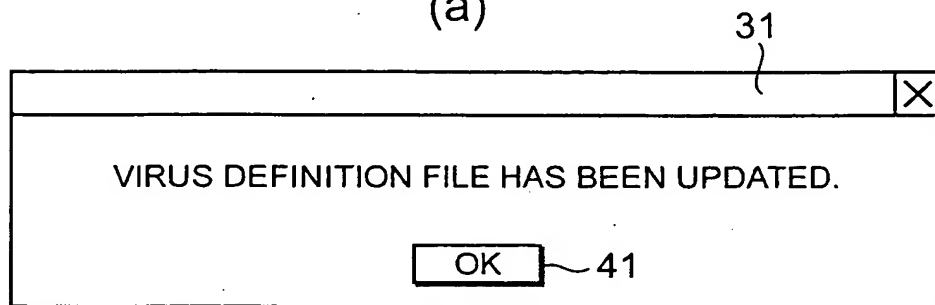 (a)
31
X
VIRUS DEFINITION FILE HAS BEEN UPDATED.
OK
41